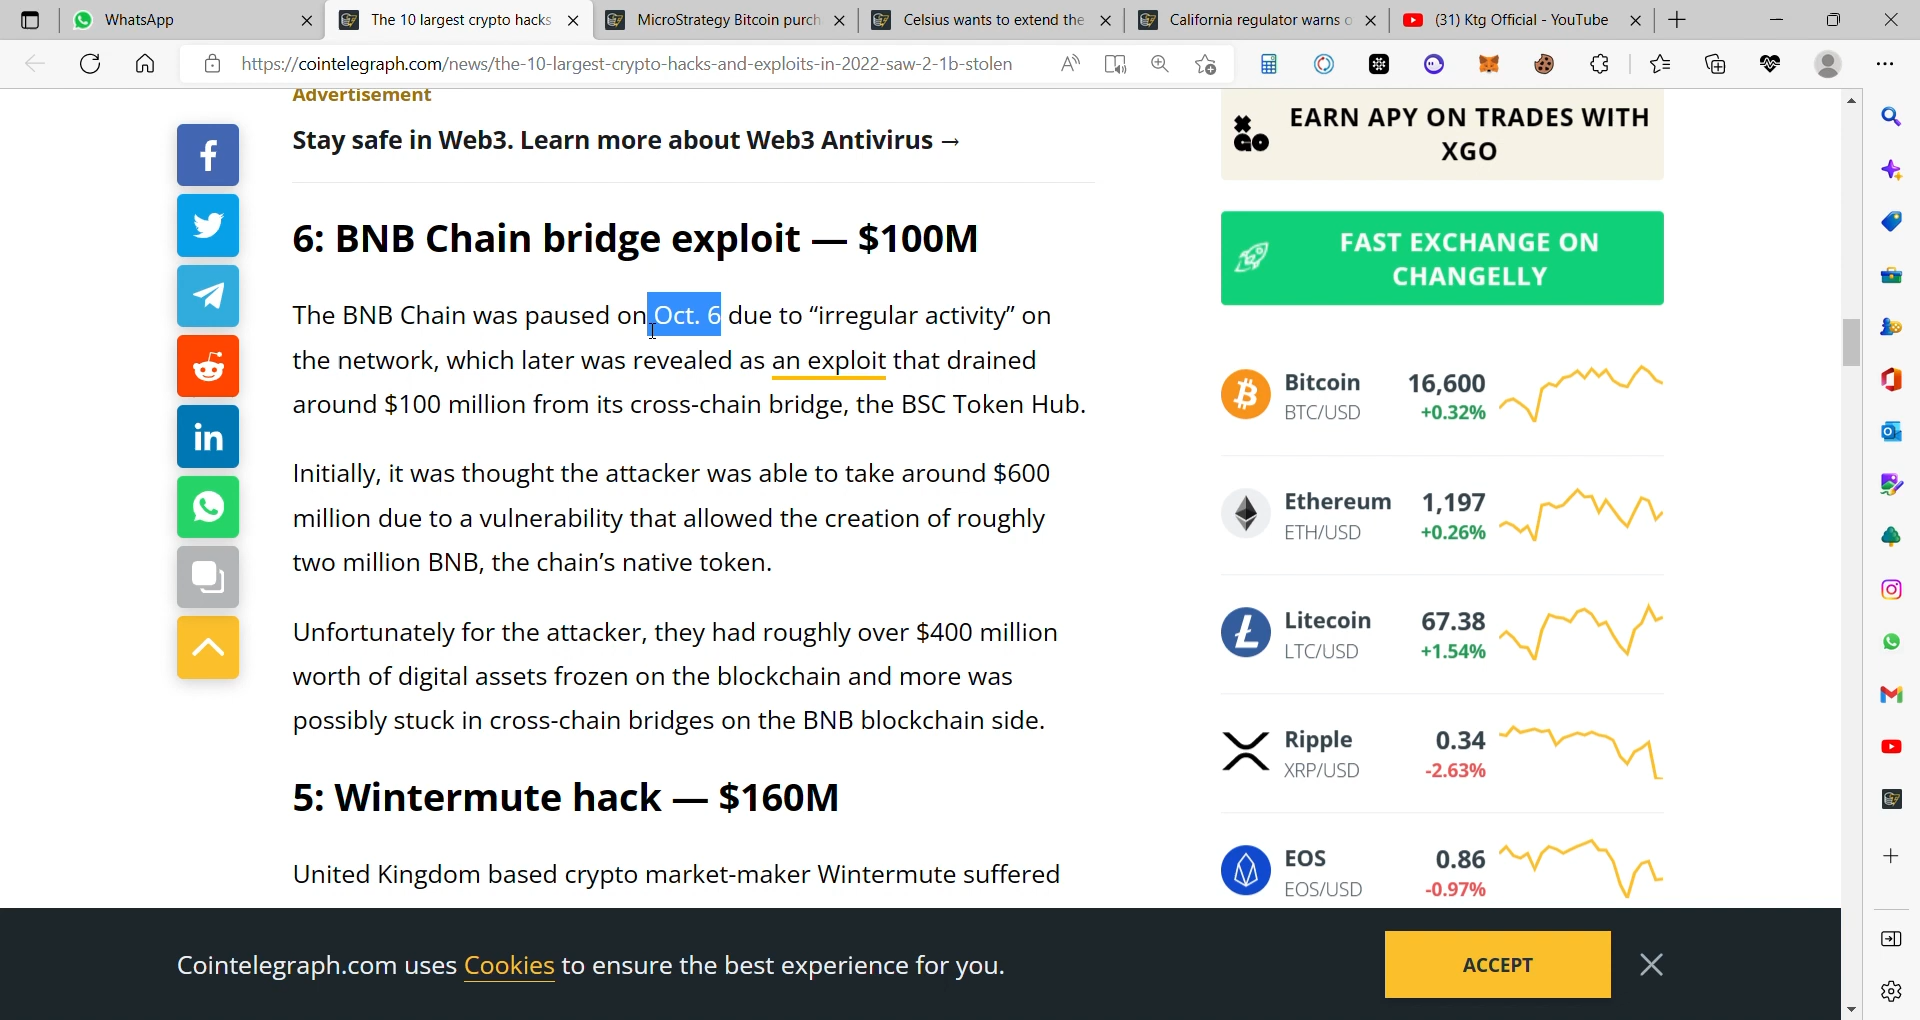 WhatsApp
The 10 largest crypto hacks
MicroStrategy Bitcoin purch
Celsius wants to extend the
California regulator warns o
(31) Ktg Official - YouTube
https://cointelegraph.com/news/the-10-largest-crypto-hacks-and-exploits-in-2022-saw-2-1b-stolen
Advertisement
Stay safe in Web3. Learn more about Web3 Antivirus →
6: BNB Chain bridge exploit — $100M
The BNB Chain was paused on Oct. 6 due to “irregular activity” on
the network, which later was revealed as an exploit that drained
around $100 million from its cross-chain bridge, the BSC Token Hub.
Initially, it was thought the attacker was able to take around $600
million due to a vulnerability that allowed the creation of roughly
two million BNB, the chain’s native token.
Unfortunately for the attacker, they had roughly over $400 million
worth of digital assets frozen on the blockchain and more was
possibly stuck in cross-chain bridges on the BNB blockchain side.
5: Wintermute hack — $160M
United Kingdom based crypto market-maker Wintermute suffered
EARN APY ON TRADES WITH
XGO
FAST EXCHANGE ON
CHANGELLY
Bitcoin 16,600
BTC/USD +0.32%
Ethereum 1,197
ETH/USD +0.26%
Litecoin 67.38
LTC/USD +1.54%
Ripple 0.34
XRP/USD -2.63%
EOS 0.86
EOS/USD -0.97%
Cointelegraph.com uses Cookies to ensure the best experience for you.
ACCEPT